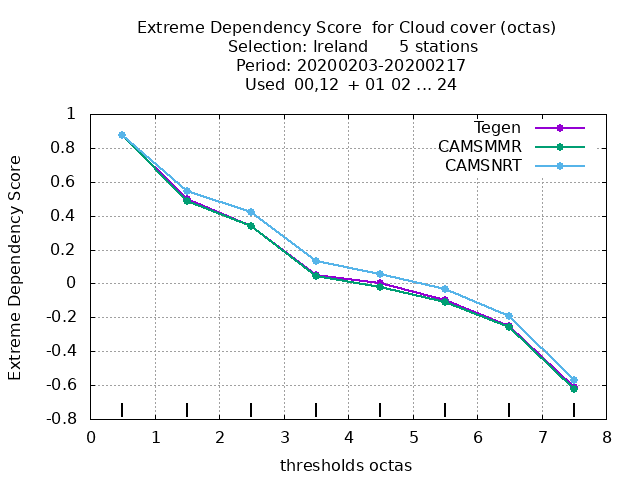 Extreme Dependency Score  for Cloud cover (octas)
Selection: Ireland      5 stations
Period: 20200203-20200217
Used  00,12  + 01 02 ... 24
Tegen
CAMSMMR
CAMSNRT
Extreme Dependency Score
1
0.8
0.6
0.4
0.2
0
-0.2
-0.4
-0.6
-0.8
0 1 2 3 4 5 6 7 8
thresholds octas